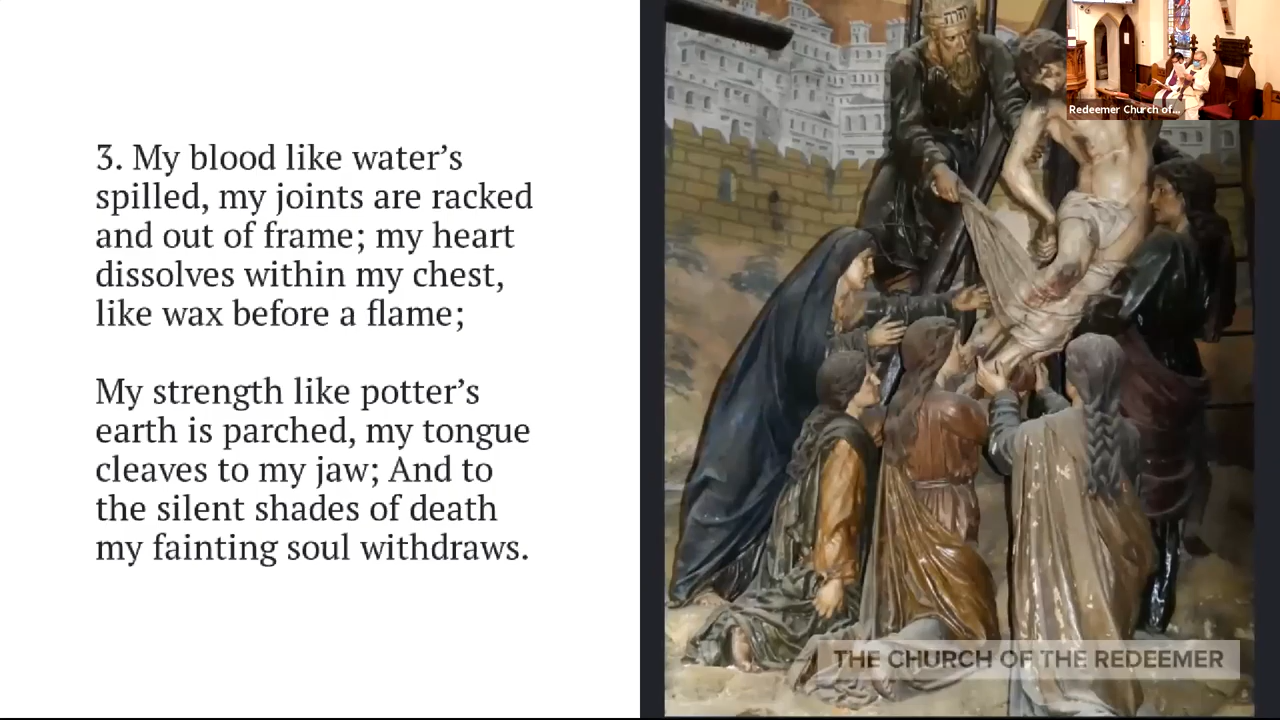 3. My blood like water’s
spilled, my joints are racked
and out of frame; my heart
dissolves within my chest,
like wax before a flame;
My strength like potter’s
earth is parched, my tongue
cleaves to my jaw; And to
the silent shades of death
my fainting soul withdraws.
יהוה
Redeemer Church of...
THE CHURCH OF THE REDEEMER